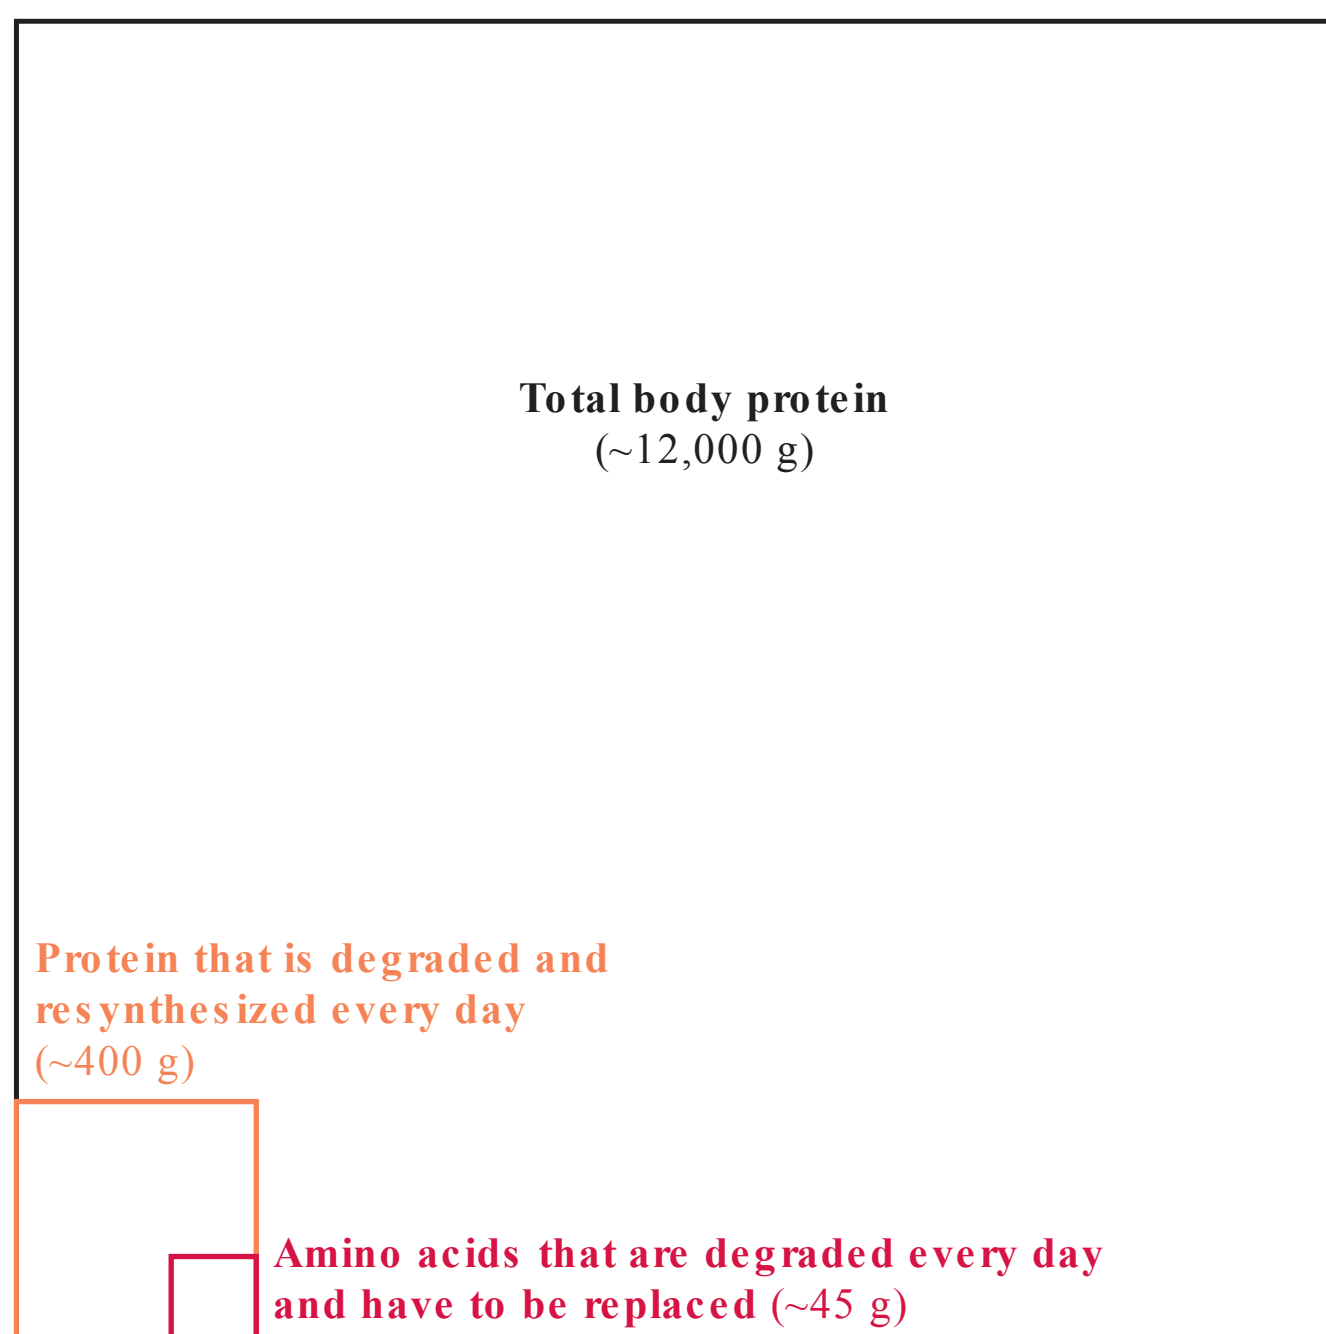 Total body protein
(~12,000 g)
Protein that is degraded and
resynthesized every day
(~400 g)
Amino acids that are degraded every day
and have to be replaced (~45 g)